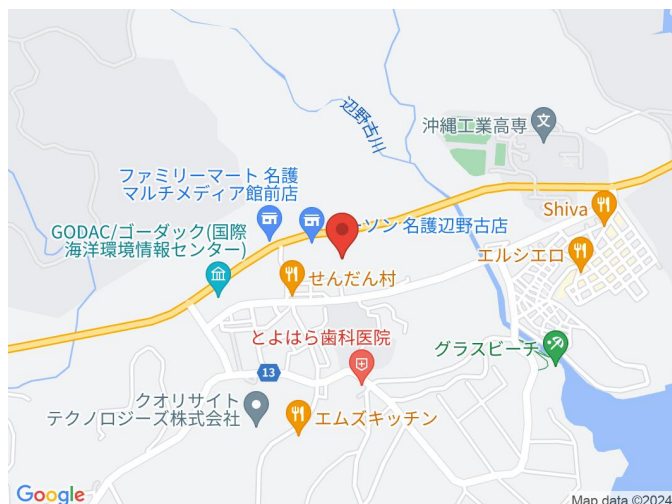 辺野古川
沖縄工業高専
ファミリーマート 名護
マルチメディア館前店
Shiva
ーソン 名護辺野古店
GODAC/ゴーダック(国際
海洋環境情報センター)
エルシエロ
せんだん村
とよはら歯科医院
グラスビーチ
13
クオリサイト
テクノロジーズ株式会社
エムズキッチン
Google
Map data ©2024